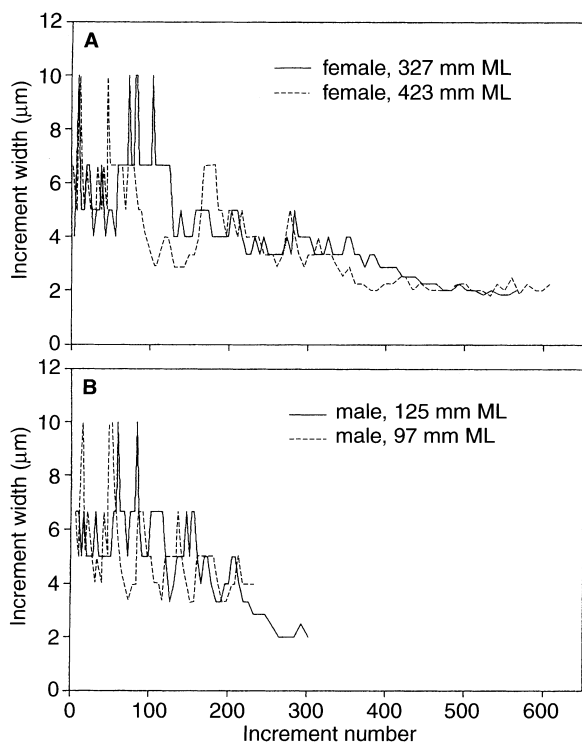 12
10
8
6
4
2
0
Increment width (μm)
A
female, 327 mm ML
female, 423 mm ML
12
10
8
6
4
2
0
Increment width (μm)
B
male, 125 mm ML
male, 97 mm ML
0 100 200 300 400 500 600
Increment number